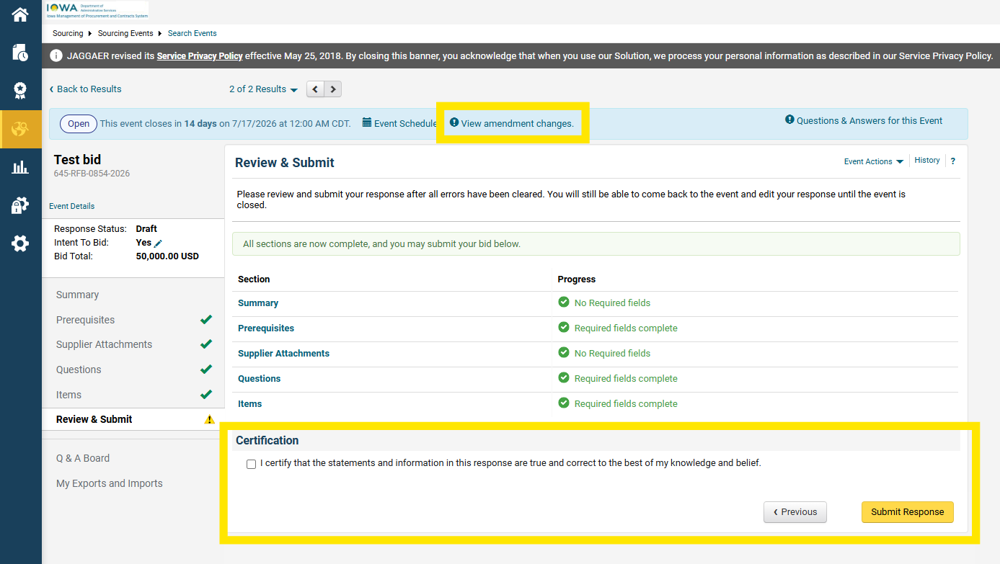 IOWA Department of Administrative Services
Iowa Management of Procurement and Contracts System
Sourcing Sourcing Events Search Events
JAGGAER revised its Service Privacy Policy effective May 25, 2018. By closing this banner, you acknowledge that when you use our Solution, we process your personal information as described in our Service Privacy Policy.
Back to Results 2 of 2 Results
Open This event closes in 14 days on 7/17/2026 at 12:00 AM CDT. Event Schedule View amendment changes. Questions & Answers for this Event
Test bid
645-RFB-0854-2026
Event Details
Response Status: Draft
Intent To Bid: Yes
Bid Total: 50,000.00 USD
Summary
Prerequisites
Supplier Attachments
Questions
Items
Review & Submit
Q & A Board
My Exports and Imports
Review & Submit
Event Actions History ?
Please review and submit your response after all errors have been cleared. You will still be able to come back to the event and edit your response until the event is
closed.
All sections are now complete, and you may submit your bid below.
Section Progress
Summary No Required fields
Prerequisites Required fields complete
Supplier Attachments No Required fields
Questions Required fields complete
Items Required fields complete
Certification
I certify that the statements and information in this response are true and correct to the best of my knowledge and belief.
Previous Submit Response